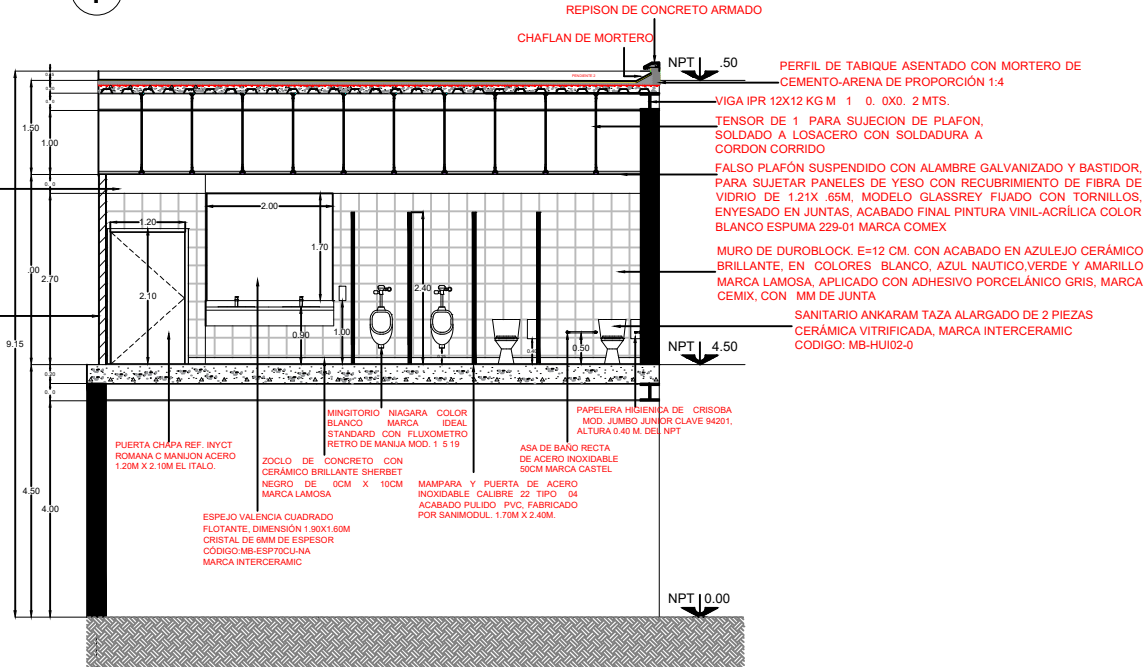 REPISON DE CONCRETO ARMADO
CHAFLAN DE MORTERO
NPT .50
PERFIL DE TABIQUE ASENTADO CON MORTERO DE
CEMENTO-ARENA DE PROPORCIÓN 1:4
VIGA IPR 12X12 KG M 1 0. 0X0. 2 MTS.
TENSOR DE 1 PARA SUJECION DE PLAFON,
SOLDADO A LOSACERO CON SOLDADURA A
CORDON CORRIDO
FALSO PLAFÓN SUSPENDIDO CON ALAMBRE GALVANIZADO Y BASTIDOR,
PARA SUJETAR PANELES DE YESO CON RECUBRIMIENTO DE FIBRA DE
VIDRIO DE 1.21X .65M, MODELO GLASSREY FIJADO CON TORNILLOS,
ENYESADO EN JUNTAS, ACABADO FINAL PINTURA VINIL-ACRÍLICA COLOR
BLANCO ESPUMA 229-01 MARCA COMEX
MURO DE DUROBLOCK. E=12 CM. CON ACABADO EN AZULEJO CERÁMICO
BRILLANTE, EN COLORES BLANCO, AZUL NAUTICO,VERDE Y AMARILLO
MARCA LAMOSA, APLICADO CON ADHESIVO PORCELÁNICO GRIS, MARCA
CEMIX, CON MM DE JUNTA
SANITARIO ANKARAM TAZA ALARGADO DE 2 PIEZAS
CERÁMICA VITRIFICADA, MARCA INTERCERAMIC
CODIGO: MB-HUI02-0
1.50
1.00
.00
2.70
9.15
0.20
4.50
4.00
1.20
2.10
2.00
1.70
0.90
1.00
2.40
0.40
0.50
NPT 4.50
PUERTA CHAPA REF. INYCT
ROMANA C MANIJON ACERO
1.20M X 2.10M EL ITALO.
ZOCLO DE CONCRETO CON
CERÁMICO BRILLANTE SHERBET
NEGRO DE 0CM X 10CM
MARCA LAMOSA
ESPEJO VALENCIA CUADRADO
FLOTANTE, DIMENSIÓN 1.90X1.60M
CRISTAL DE 6MM DE ESPESOR
CÓDIGO:MB-ESP70CU-NA
MARCA INTERCERAMIC
MINGITORIO NIAGARA COLOR
BLANCO MARCA IDEAL
STANDARD CON FLUXOMETRO
RETRO DE MANIJA MOD. 1 5 19
MAMPARA Y PUERTA DE ACERO
INOXIDABLE CALIBRE 22 TIPO 04
ACABADO PULIDO PVC, FABRICADO
POR SANIMODUL. 1.70M X 2.40M.
ASA DE BAÑO RECTA
DE ACERO INOXIDABLE
50CM MARCA CASTEL
PAPELERA HIGIENICA DE CRISOBA
MOD. JUMBO JUNIOR CLAVE 94201,
ALTURA 0.40 M. DEL NPT
NPT 0.00